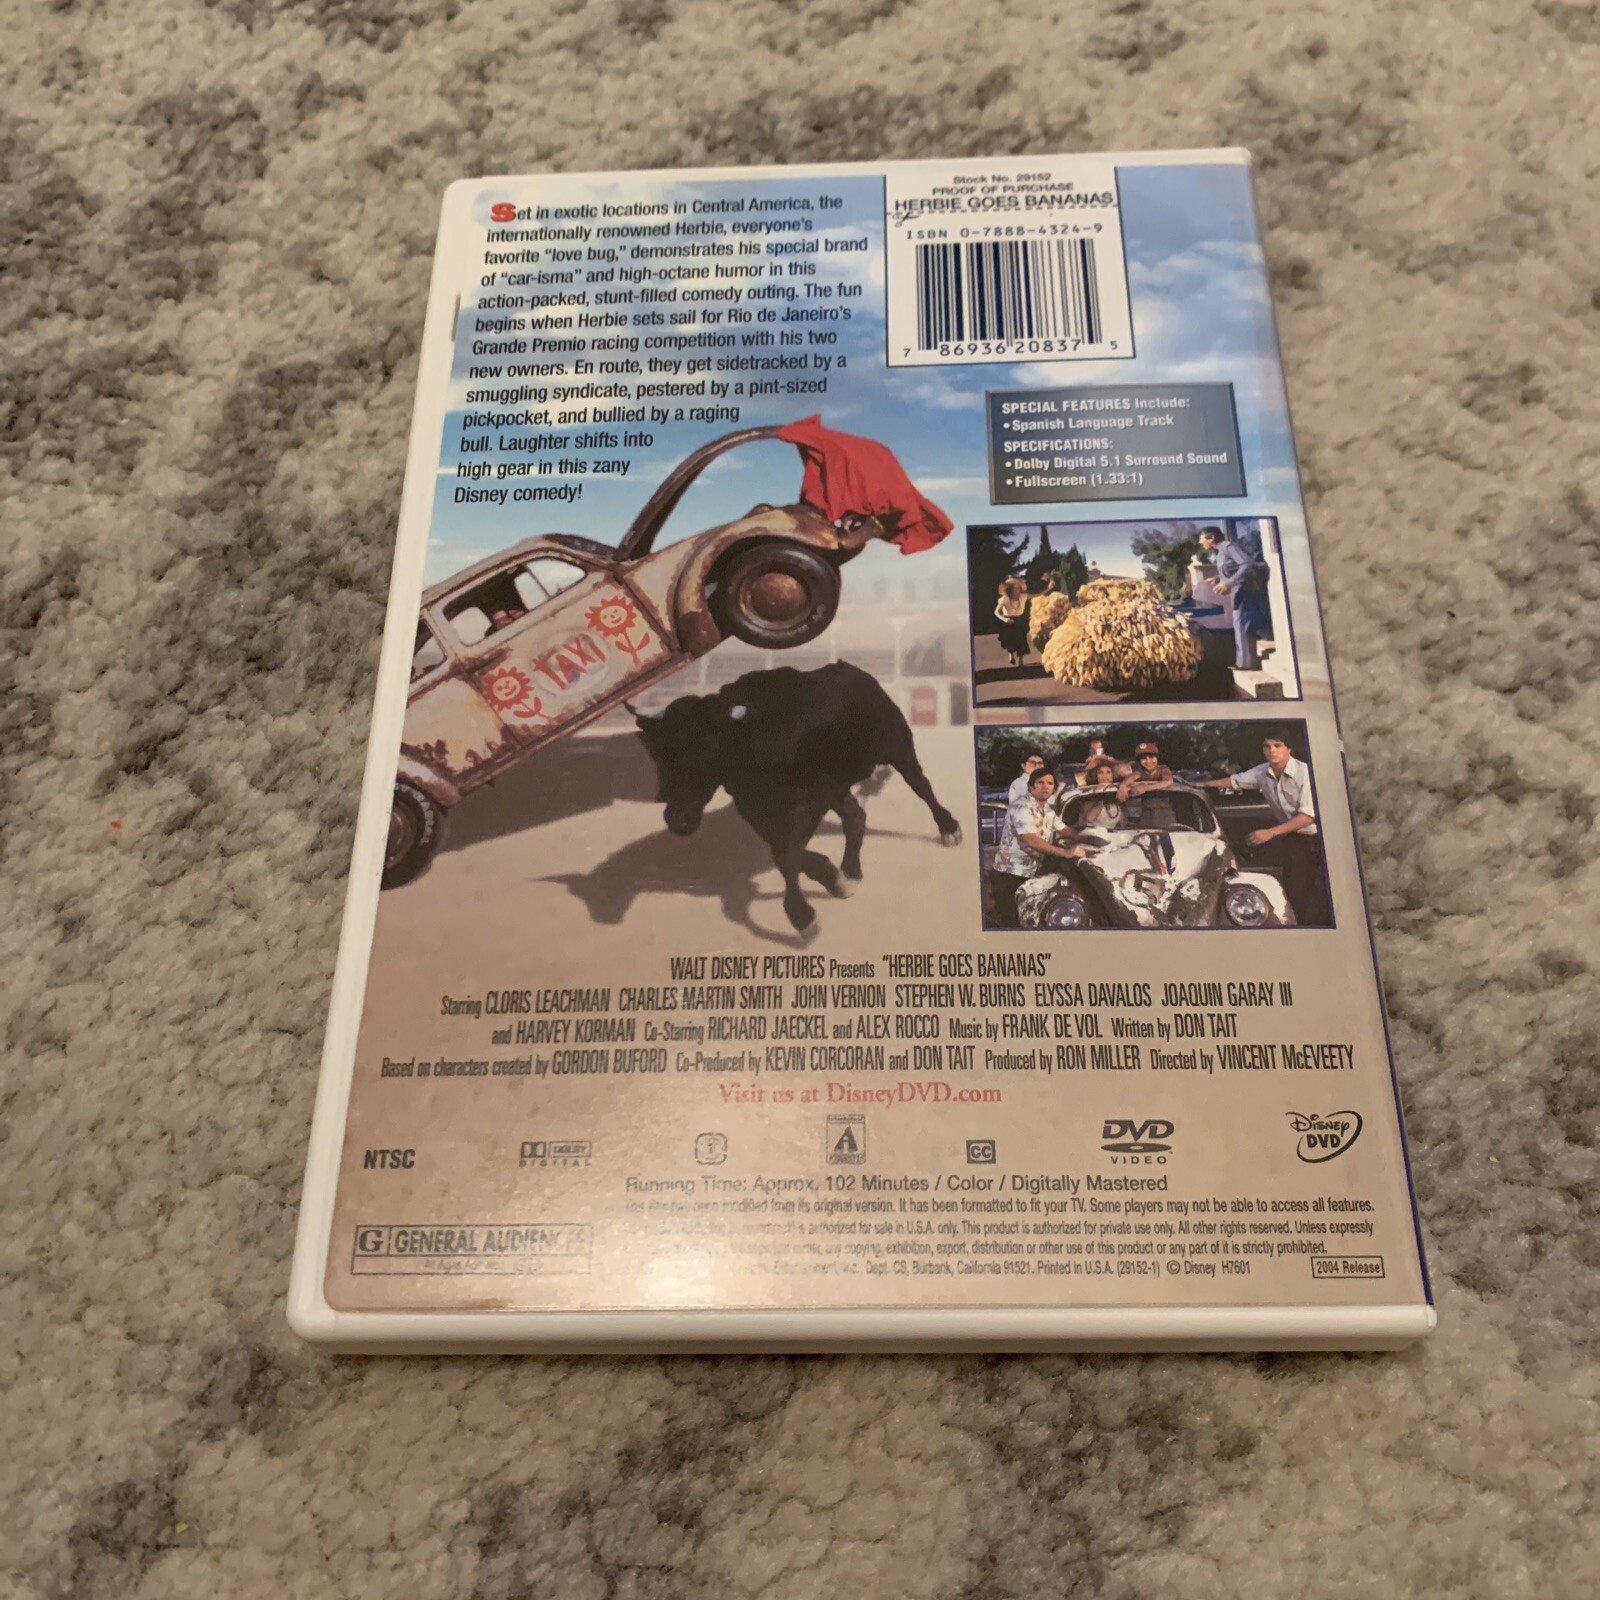 Set in exotic locations in Central America, the
internationally renowned Herbie, everyone's
favorite "love bug," demonstrates his special brand
of "car-isma" and high-octane humor in this
action-packed, stunt-filled comedy outing. The fun
begins when Herbie sets sail for Rio de Janeiro's
Grande Premio racing competition with his two
new owners. En route, they get sidetracked by a
smuggling syndicate, pestered by a pint-sized
pickpocket, and bullied by a raging
bull. Laughter shifts into
high gear in this zany
Disney comedy!
Stock No. 29152
PROOF OF PURCHASE
HERBIE GOES BANANAS
ISBN 0-7888-4324-9
7 86936 20837 5
SPECIAL FEATURES Include:
• Spanish Language Track
SPECIFICATIONS:
• Dolby Digital 5.1 Surround Sound
• Fullscreen (1.33:1)
TAXI
WALT DISNEY PICTURES Presents "HERBIE GOES BANANAS"
Starring CLORIS LEACHMAN CHARLES MARTIN SMITH JOHN VERNON STEPHEN W. BURNS ELYSSA DAVALOS JOAQUIN GARAY III
and HARVEY KORMAN Co-Starring RICHARD JAECKEL and ALEX ROCCO Music by FRANK DE VOL Written by DON TAIT
Based on characters created by GORDON BUFORD Co-Produced by KEVIN CORCORAN and DON TAIT Produced by RON MILLER Directed by VINCENT McEVEETY
Visit us at DisneyDVD.com
NTSC
DOLBY
DIGITAL
1
A
CC
DVD
VIDEO
Disney
DVD
Running Time: Approx. 102 Minutes / Color / Digitally Mastered
modified from its original version. It has been formatted to fit your TV. Some players may not be able to access all features.
is authorized for sale in U.S.A. only. This product is authorized for private use only. All other rights reserved. Unless expressly
any copying, exhibition, export, distribution or other use of this product or any part of it is strictly prohibited.
Dept. CS, Burbank, California 91521. Printed in U.S.A. (29152-1) © Disney H7601
2004 Release
G GENERAL AUDIENCES